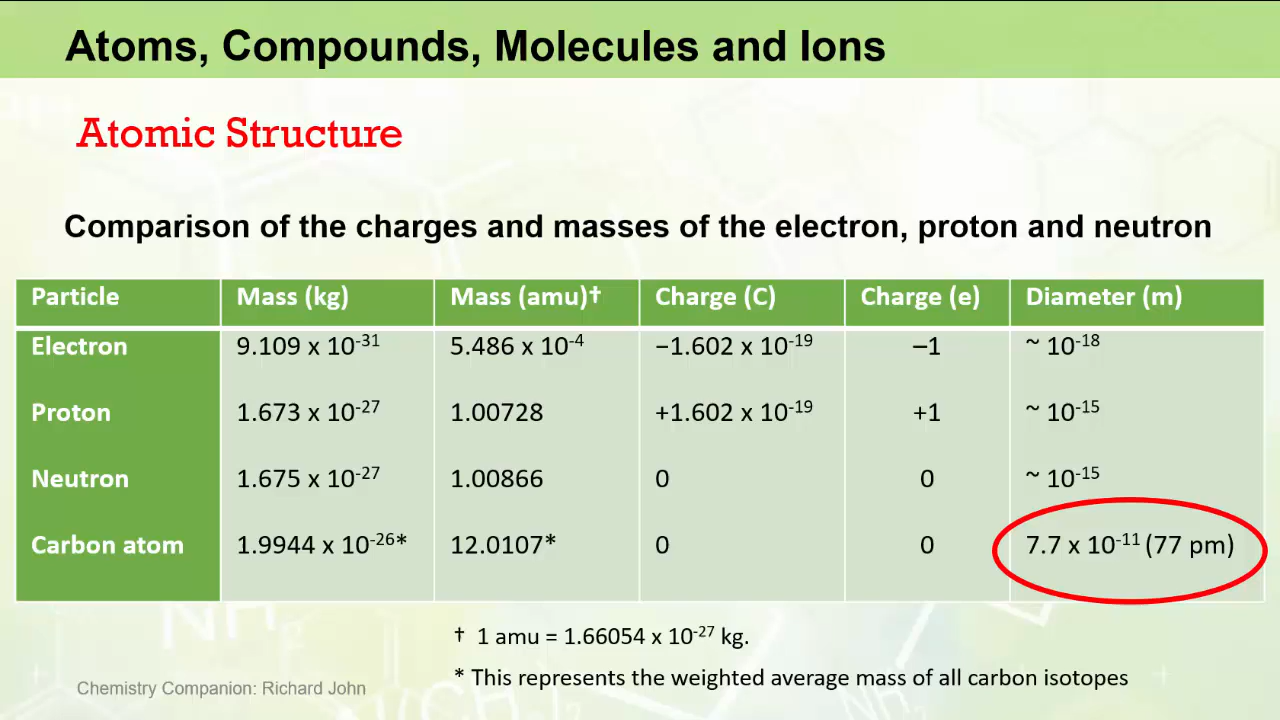 Atoms, Compounds, Molecules and Ions
Atomic Structure
Comparison of the charges and masses of the electron, proton and neutron
Particle Mass (kg) Mass (amu)† Charge (C) Charge (e) Diameter (m)
Electron 9.109 x 10⁻³¹ 5.486 x 10⁻⁴ −1.602 x 10⁻¹⁹ –1 ~ 10⁻¹⁸
Proton 1.673 x 10⁻²⁷ 1.00728 +1.602 x 10⁻¹⁹ +1 ~ 10⁻¹⁵
Neutron 1.675 x 10⁻²⁷ 1.00866 0 0 ~ 10⁻¹⁵
Carbon atom 1.9944 x 10⁻²⁶* 12.0107* 0 0 7.7 x 10⁻¹¹ (77 pm)
† 1 amu = 1.66054 x 10⁻²⁷ kg.
* This represents the weighted average mass of all carbon isotopes
Chemistry Companion: Richard John
NH